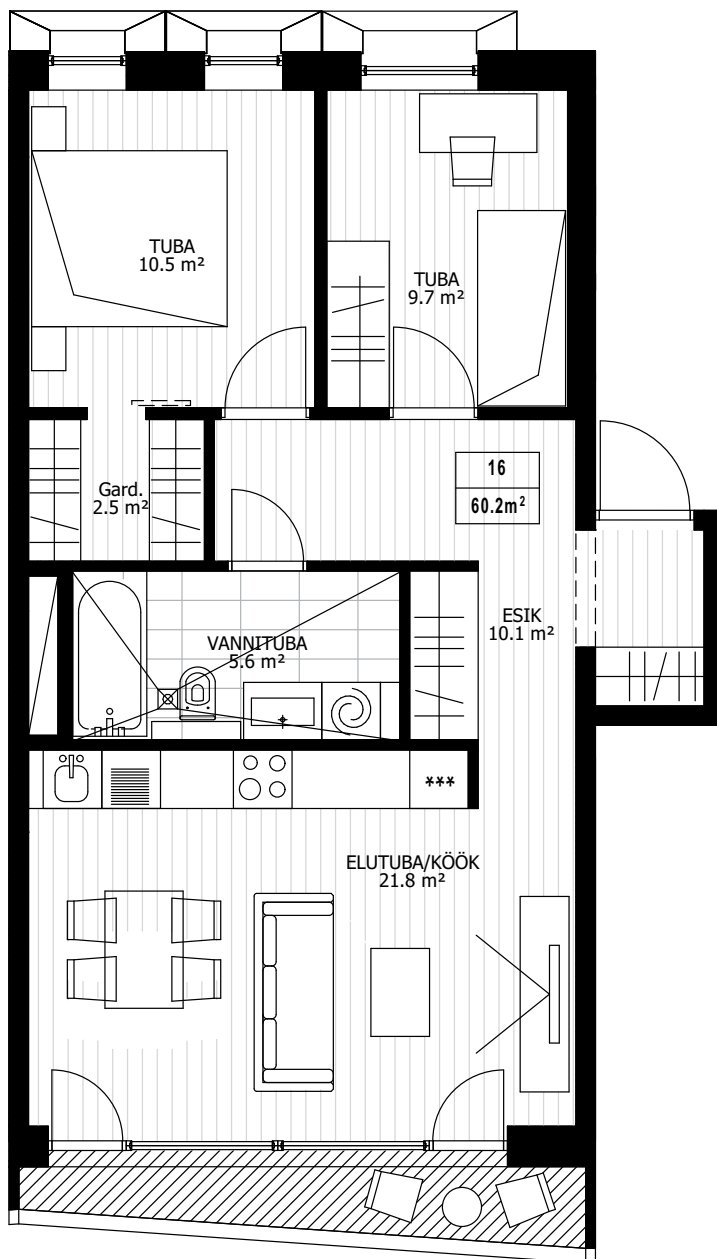 TUBA
10.5 m²
TUBA
9.7 m²
16
60.2m²
Gard.
2.5 m²
ESIK
10.1 m²
VANNITUBA
5.6 m²
***
ELUTUBA/KÖÖK
21.8 m²